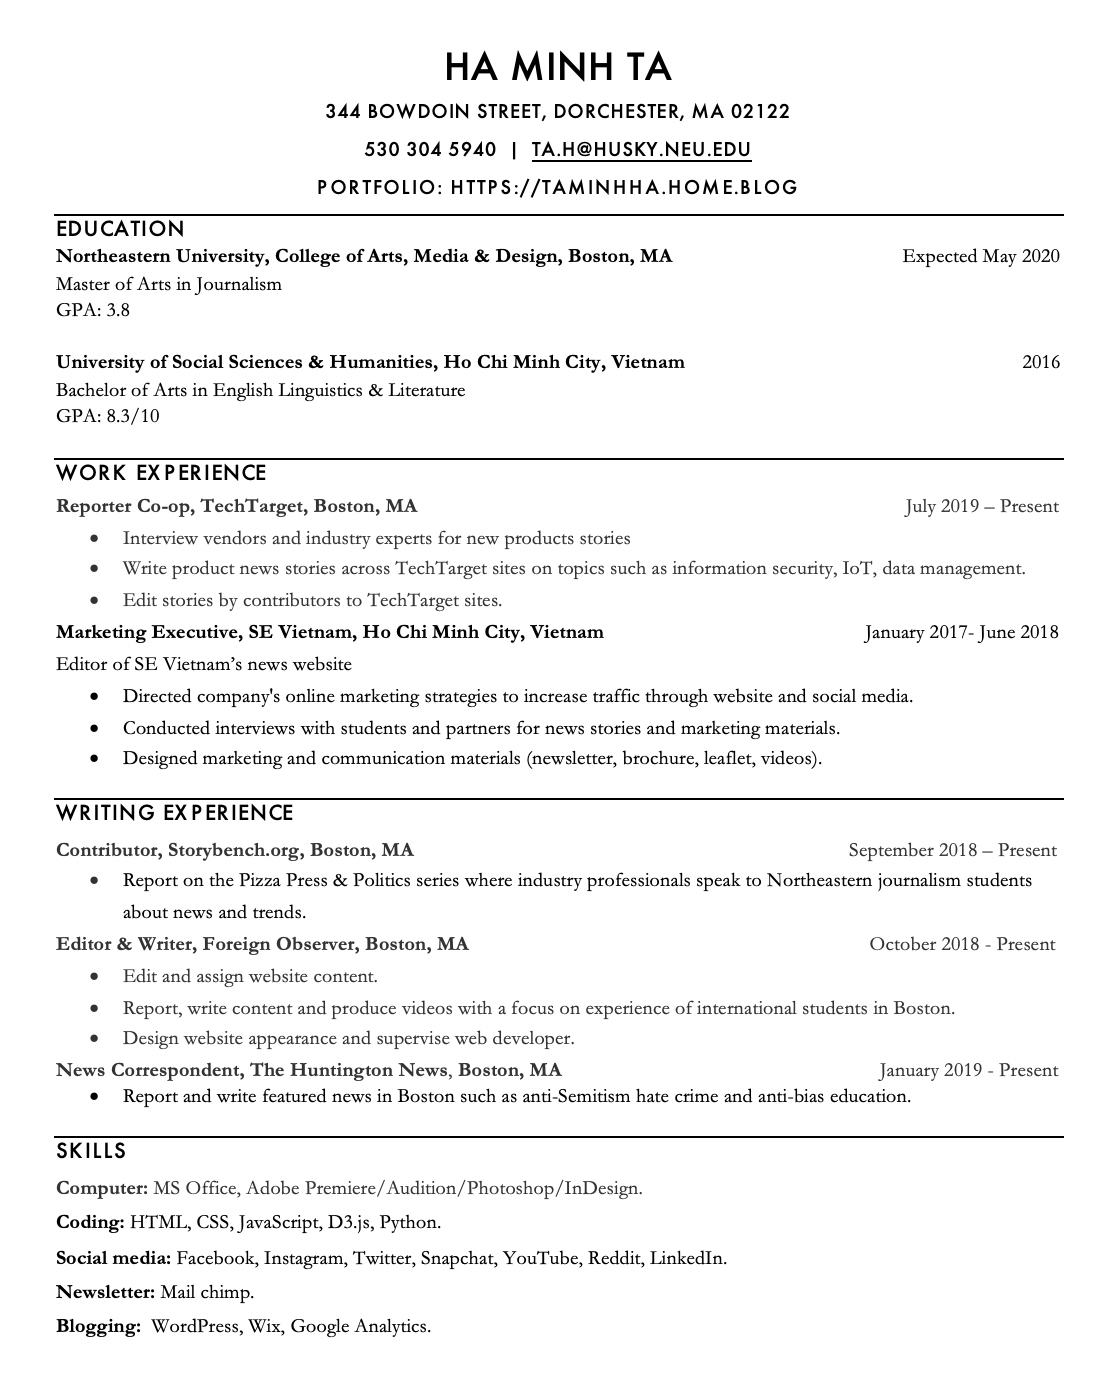 HA MINH TA
344 BOWDOIN STREET, DORCHESTER, MA 02122
530 304 5940 | TA.H@HUSKY.NEU.EDU
PORTFOLIO: HTTPS://TAMINHHA.HOME.BLOG
EDUCATION
Northeastern University, College of Arts, Media & Design, Boston, MA Expected May 2020
Master of Arts in Journalism
GPA: 3.8
University of Social Sciences & Humanities, Ho Chi Minh City, Vietnam 2016
Bachelor of Arts in English Linguistics & Literature
GPA: 8.3/10
WORK EXPERIENCE
Reporter Co-op, TechTarget, Boston, MA July 2019 – Present
• Interview vendors and industry experts for new products stories
• Write product news stories across TechTarget sites on topics such as information security, IoT, data management.
• Edit stories by contributors to TechTarget sites.
Marketing Executive, SE Vietnam, Ho Chi Minh City, Vietnam January 2017- June 2018
Editor of SE Vietnam’s news website
• Directed company's online marketing strategies to increase traffic through website and social media.
• Conducted interviews with students and partners for news stories and marketing materials.
• Designed marketing and communication materials (newsletter, brochure, leaflet, videos).
WRITING EXPERIENCE
Contributor, Storybench.org, Boston, MA September 2018 – Present
• Report on the Pizza Press & Politics series where industry professionals speak to Northeastern journalism students
about news and trends.
Editor & Writer, Foreign Observer, Boston, MA October 2018 - Present
• Edit and assign website content.
• Report, write content and produce videos with a focus on experience of international students in Boston.
• Design website appearance and supervise web developer.
News Correspondent, The Huntington News, Boston, MA January 2019 - Present
• Report and write featured news in Boston such as anti-Semitism hate crime and anti-bias education.
SKILLS
Computer: MS Office, Adobe Premiere/Audition/Photoshop/InDesign.
Coding: HTML, CSS, JavaScript, D3.js, Python.
Social media: Facebook, Instagram, Twitter, Snapchat, YouTube, Reddit, LinkedIn.
Newsletter: Mail chimp.
Blogging: WordPress, Wix, Google Analytics.